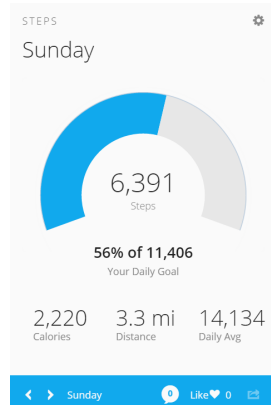 STEPS
Sunday
6,391
Steps
56% of 11,406
Your Daily Goal
2,220 3.3 mi 14,134
Calories Distance Daily Avg
Sunday 0 Like 0